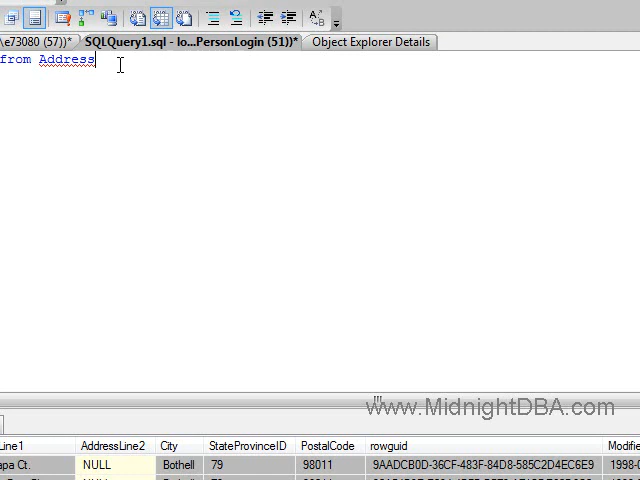 \e73080 (57))* SQLQuery1.sql - lo...PersonLogin (51))* Object Explorer Details
from Address
www.MidnightDBA.com
Line1 AddressLine2 City StateProvinceID PostalCode rowguid Modifie
apa Ct. NULL Bothell 79 98011 9AADCB0D-36CF-483F-84D8-585C2D4EC6E9 1998-0